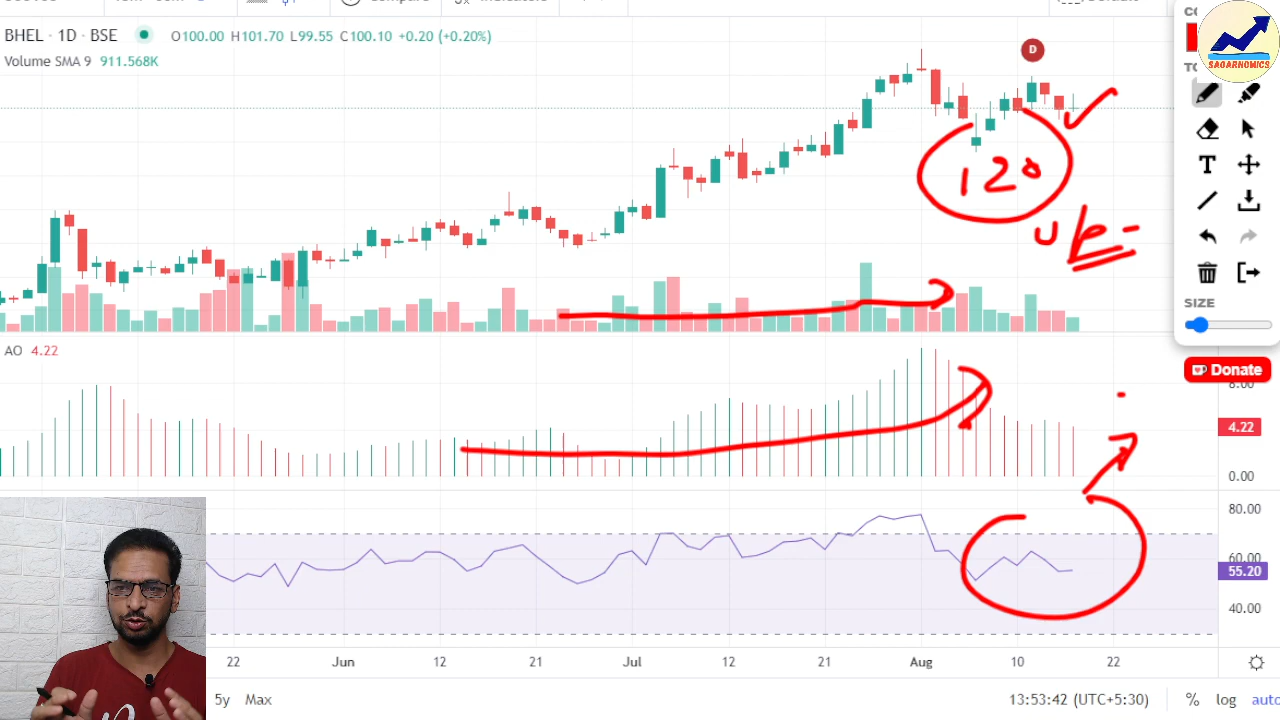 BHEL · 1D · BSE O100.00 H101.70 L99.55 C100.10 +0.20 (+0.20%)
Volume SMA 9 911.568K
D
SAGARNOMICS
120
T
SIZE
AO 4.22
Donate
8.00
4.22
0.00
80.00
60.00
55.20
40.00
22 Jun 12 21 Jul 12 21 Aug 10 22
5y Max 13:53:42 (UTC+5:30) % log auto